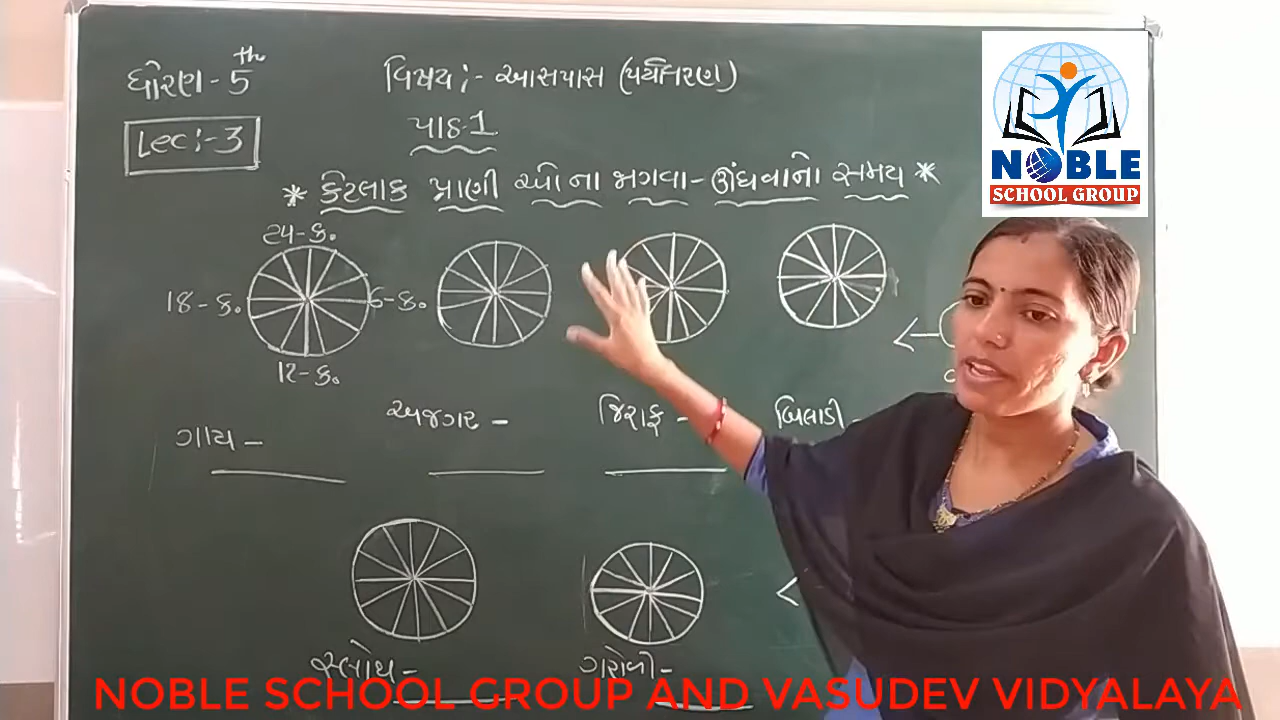 ધોરણ - 5th
વિષય :- આસપાસ (પર્યાવરણ)
Lec :- 3
પાઠ-1
* કેટલાક પ્રાણી ઓ ના જાગવા - ઊંઘવાનો સમય *
24-ક.
18-ક.
6-ક.
12-ક.
ગાય -
અજગર -
જિરાફ -
બિલાડી -
સ્લોથ -
ગરોળી -
NOBLE
SCHOOL GROUP
NOBLE SCHOOL GROUP AND VASUDEV VIDYALAYA